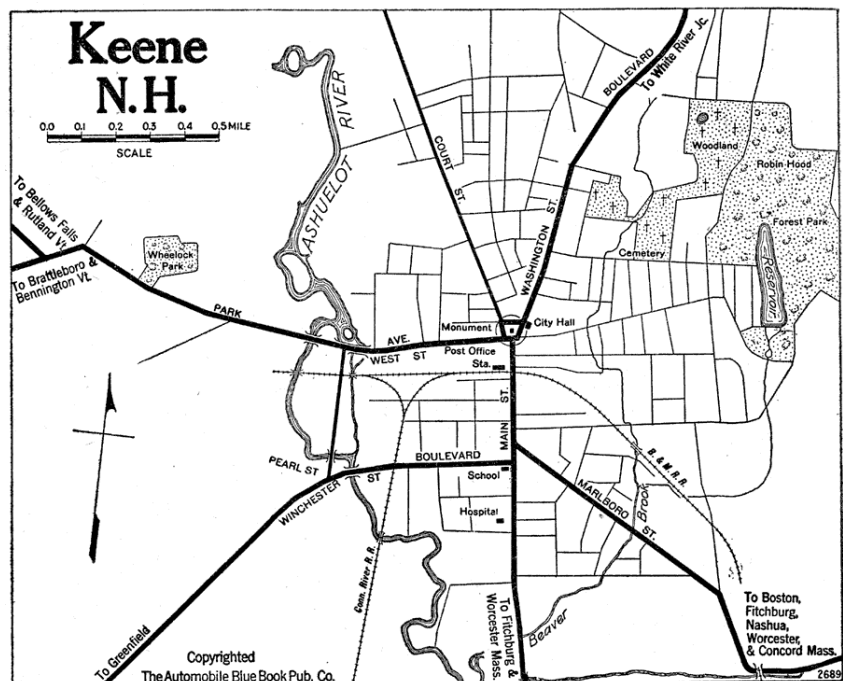 Keene
N.H.
0.0 0.1 0.2 0.3 0.4 0.5 MILE
SCALE
To Bellows Falls
& Rutland Vt.
To Brattleboro &
Bennington Vt.
Wheelock
Park
PARK
AVE.
ASHUELOT RIVER
COURT ST.
WASHINGTON ST.
BOULEVARD
To White River Jc.
Woodland
Robin Hood
Forest Park
Cemetery
Reservoir
Monument
City Hall
WEST ST
Post Office
Sta.
MAIN ST.
PEARL ST
BOULEVARD
WINCHESTER ST
School
Hospital
MARLBORO ST.
B. & M. R.R.
Beaver Brook
Conn. River R.R.
To Greenfield
To Fitchburg &
Worcester Mass.
To Boston,
Fitchburg,
Nashua,
Worcester,
& Concord Mass.
Copyrighted
The Automobile Blue Book Pub. Co.
2689